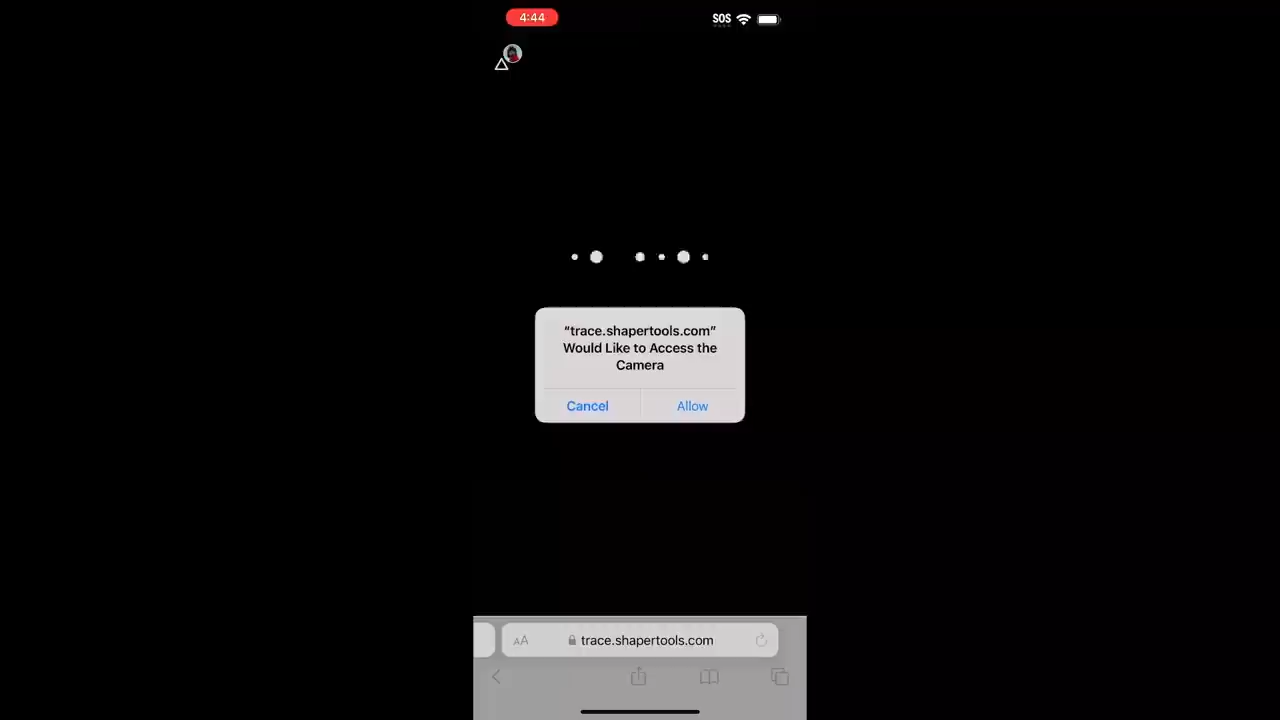 4:44
SOS
“trace.shapertools.com”
Would Like to Access the
Camera
Cancel
Allow
AA
trace.shapertools.com